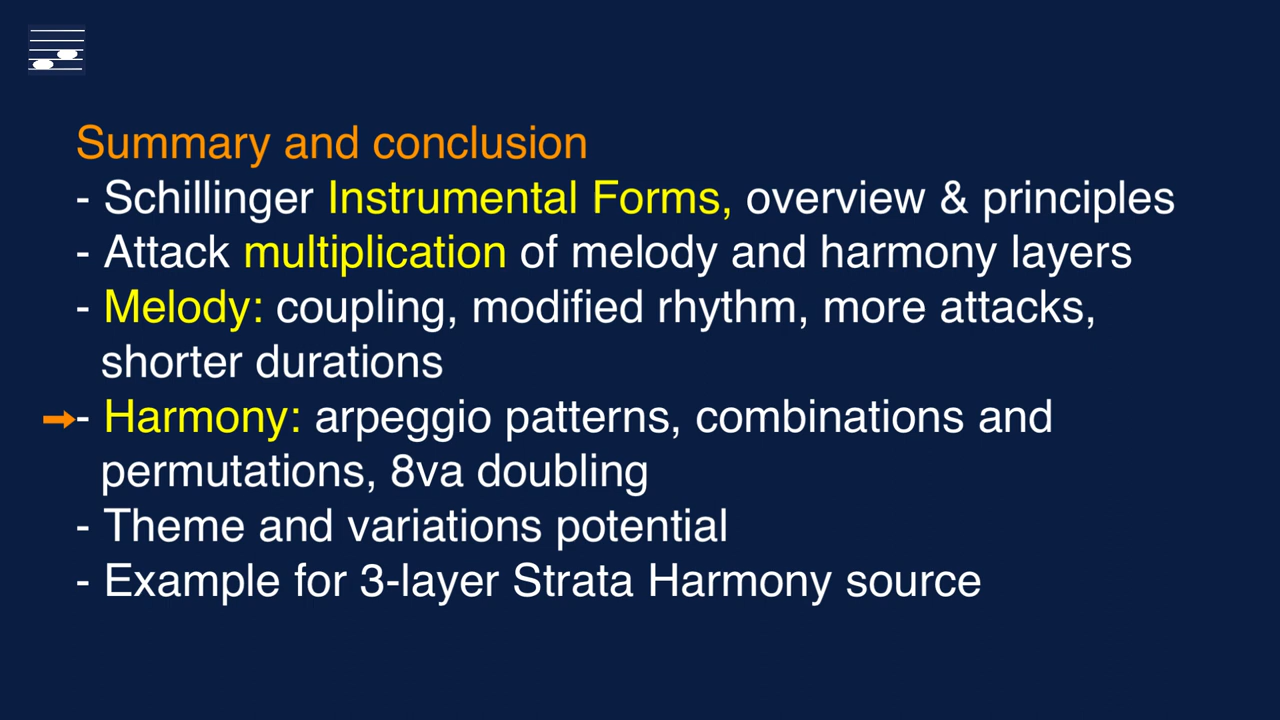 Summary and conclusion
- Schillinger Instrumental Forms, overview & principles
- Attack multiplication of melody and harmony layers
- Melody: coupling, modified rhythm, more attacks,
shorter durations
- Harmony: arpeggio patterns, combinations and
permutations, 8va doubling
- Theme and variations potential
- Example for 3-layer Strata Harmony source